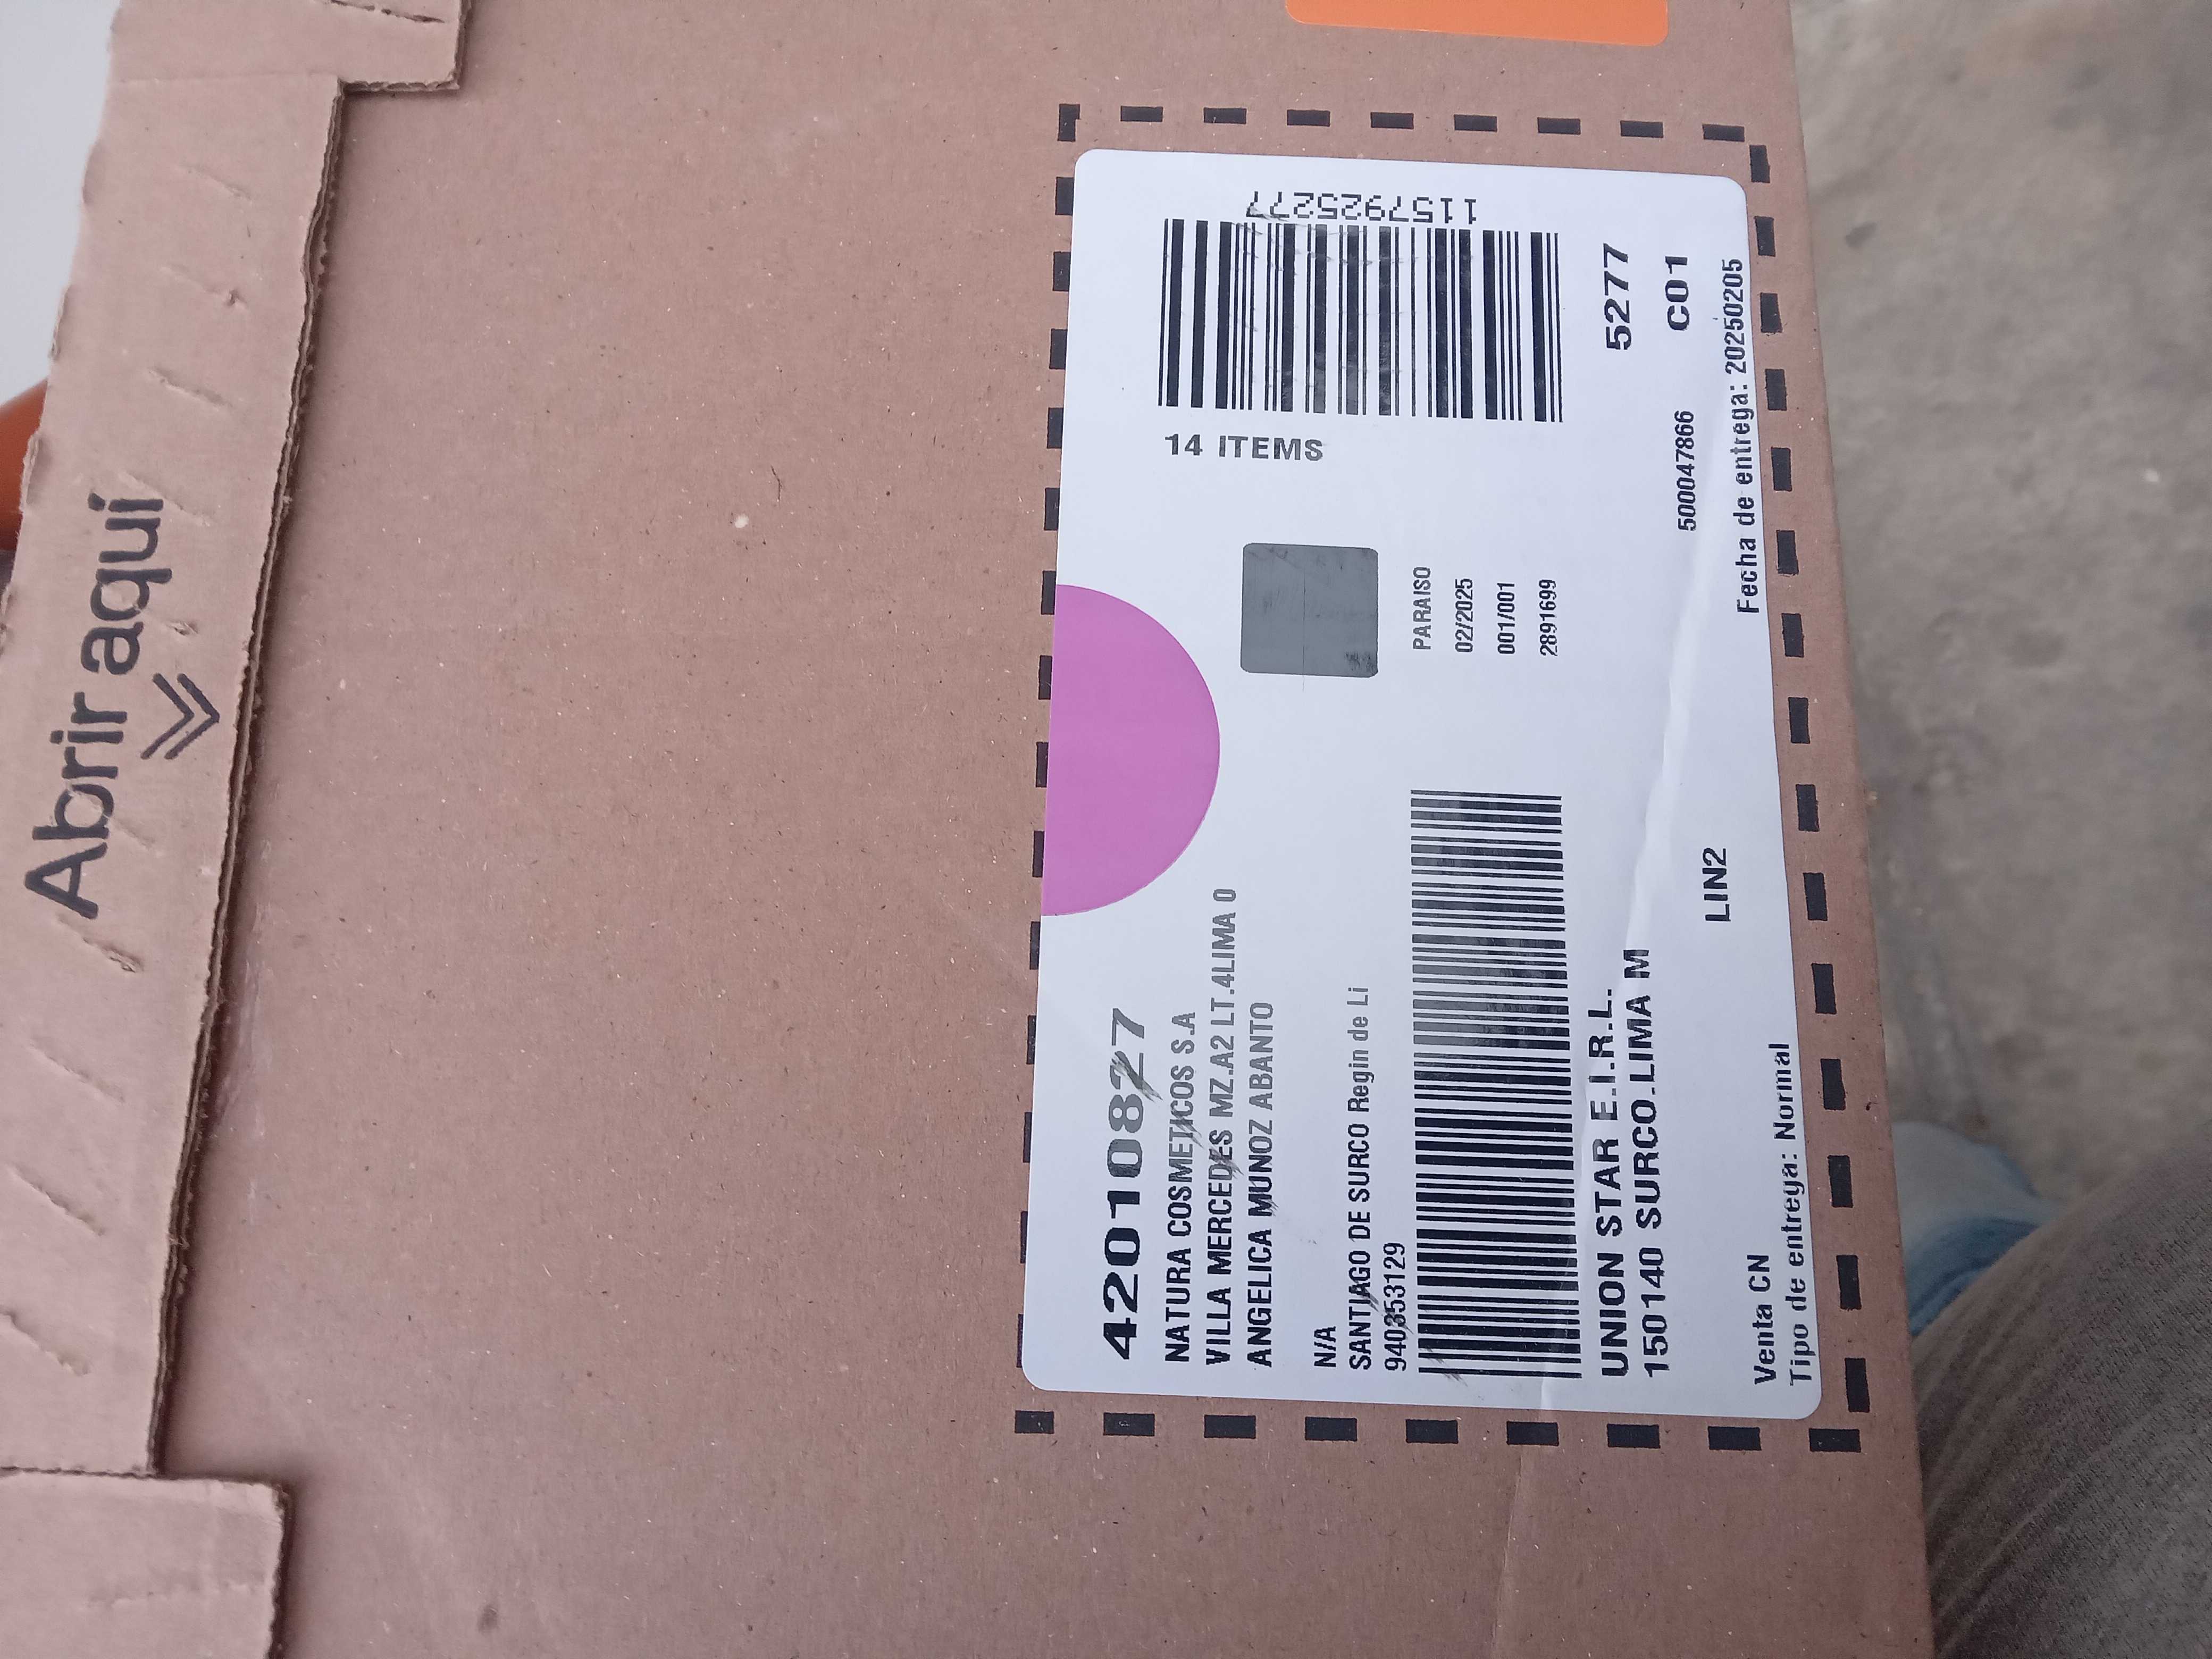 Abrir aquí
42010827
NATURA COSMETICOS S.A
VILLA MERCEDES MZ.A2 LT.4LIMA 0
ANGELICA MUNOZ ABANTO
N/A
SANTIAGO DE SURCO Regin de Li
940353129
14 ITEMS
1157925277
PARAISO
02/2025
001/001
2891699
UNION STAR E.I.R.L.
5277
150140 SURCO.LIMA M
500047866
C01
LIN2
Venta CN
Fecha de entrega: 20250205
Tipo de entrega: Normal